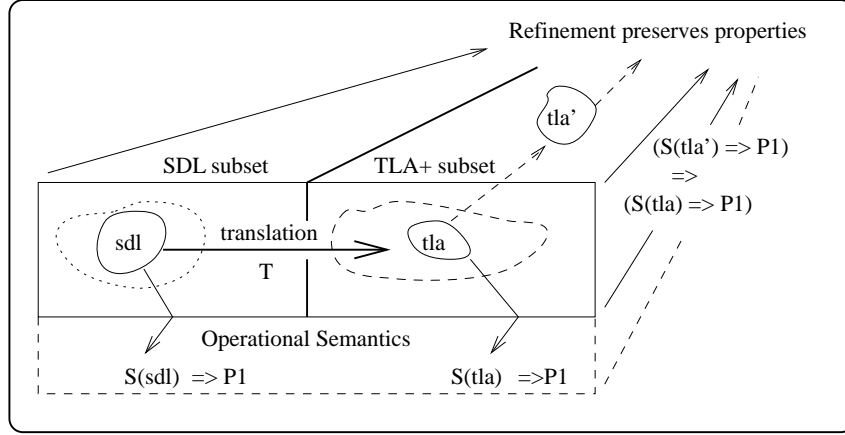 Refinement preserves properties
tla'
SDL subset
TLA+ subset
(S(tla') => P1)
=>
(S(tla) => P1)
sdl
translation
T
tla
Operational Semantics
S(sdl) => P1
S(tla) =>P1